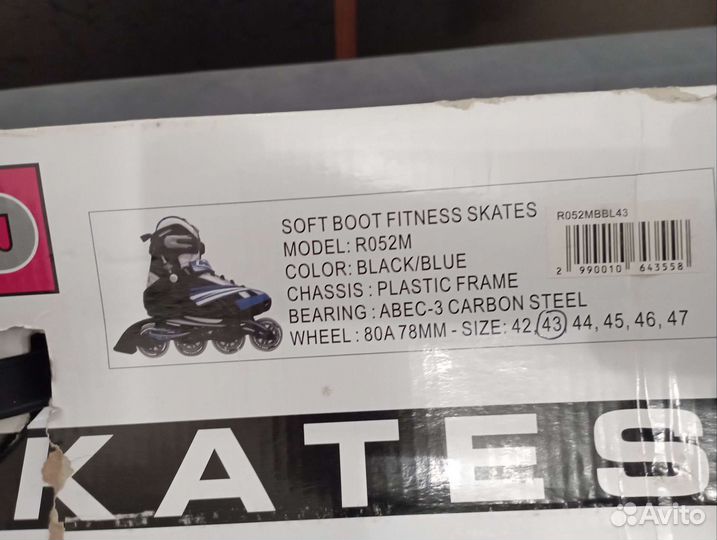 SOFT BOOT FITNESS SKATES
MODEL: R052M
COLOR: BLACK/BLUE
CHASSIS : PLASTIC FRAME
BEARING : ABEC-3 CARBON STEEL
WHEEL : 80A 78MM - SIZE: 42, 43, 44, 45, 46, 47
R052MBBL43
2 990010 643558
KATES
Avito